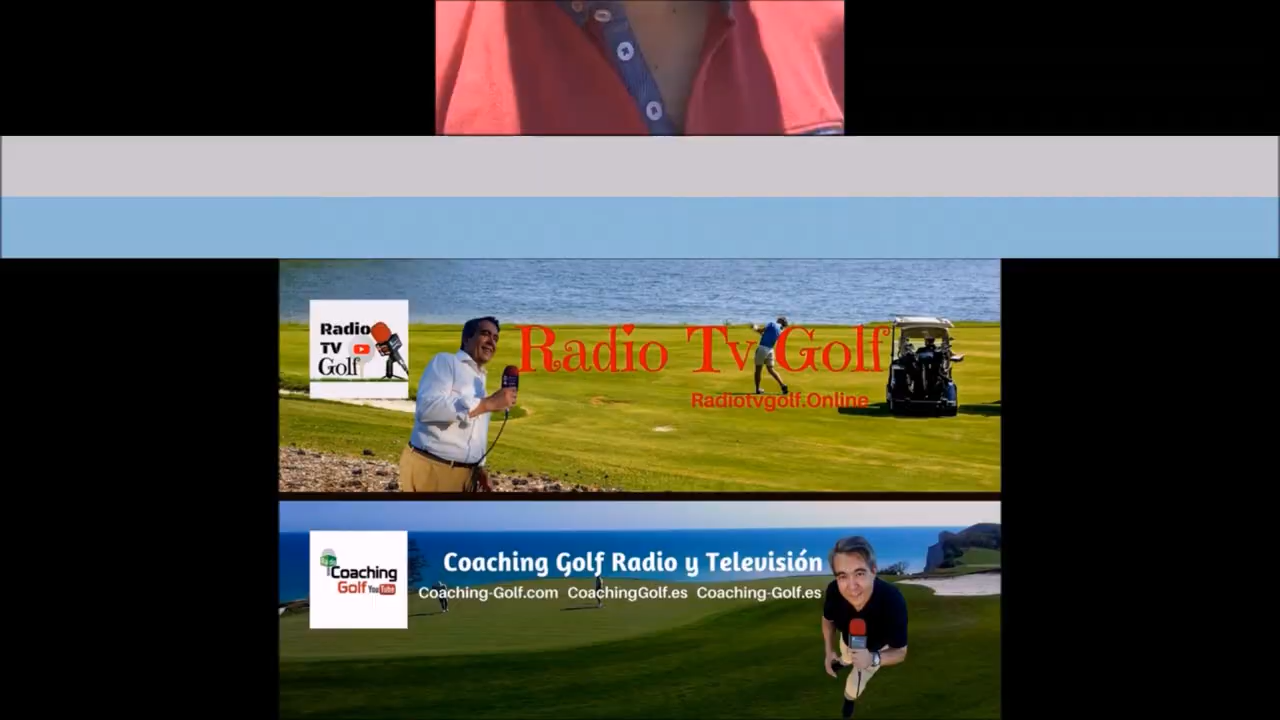 Radio
TV
Golf
Radio Tv Golf
Radiotvgolf.Online
Coaching
Golf YouTube
Coaching Golf Radio y Televisión
Coaching-Golf.com CoachingGolf.es Coaching-Golf.es